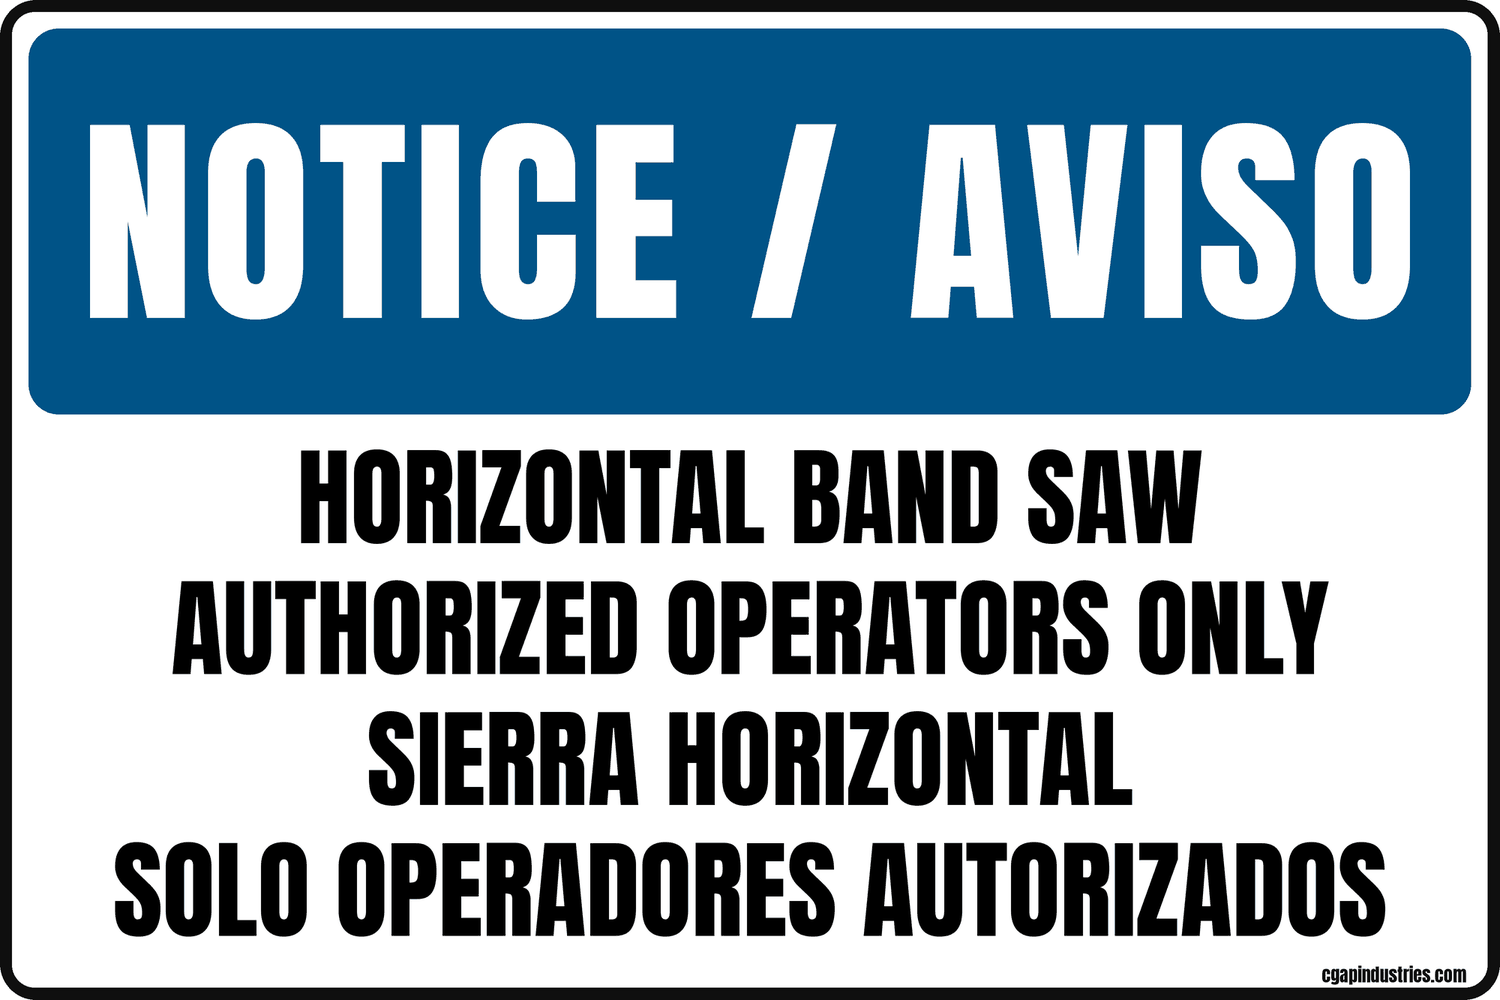 NOTICE / AVISO
HORIZONTAL BAND SAW
AUTHORIZED OPERATORS ONLY
SIERRA HORIZONTAL
SOLO OPERADORES AUTORIZADOS
cgapindustries.com